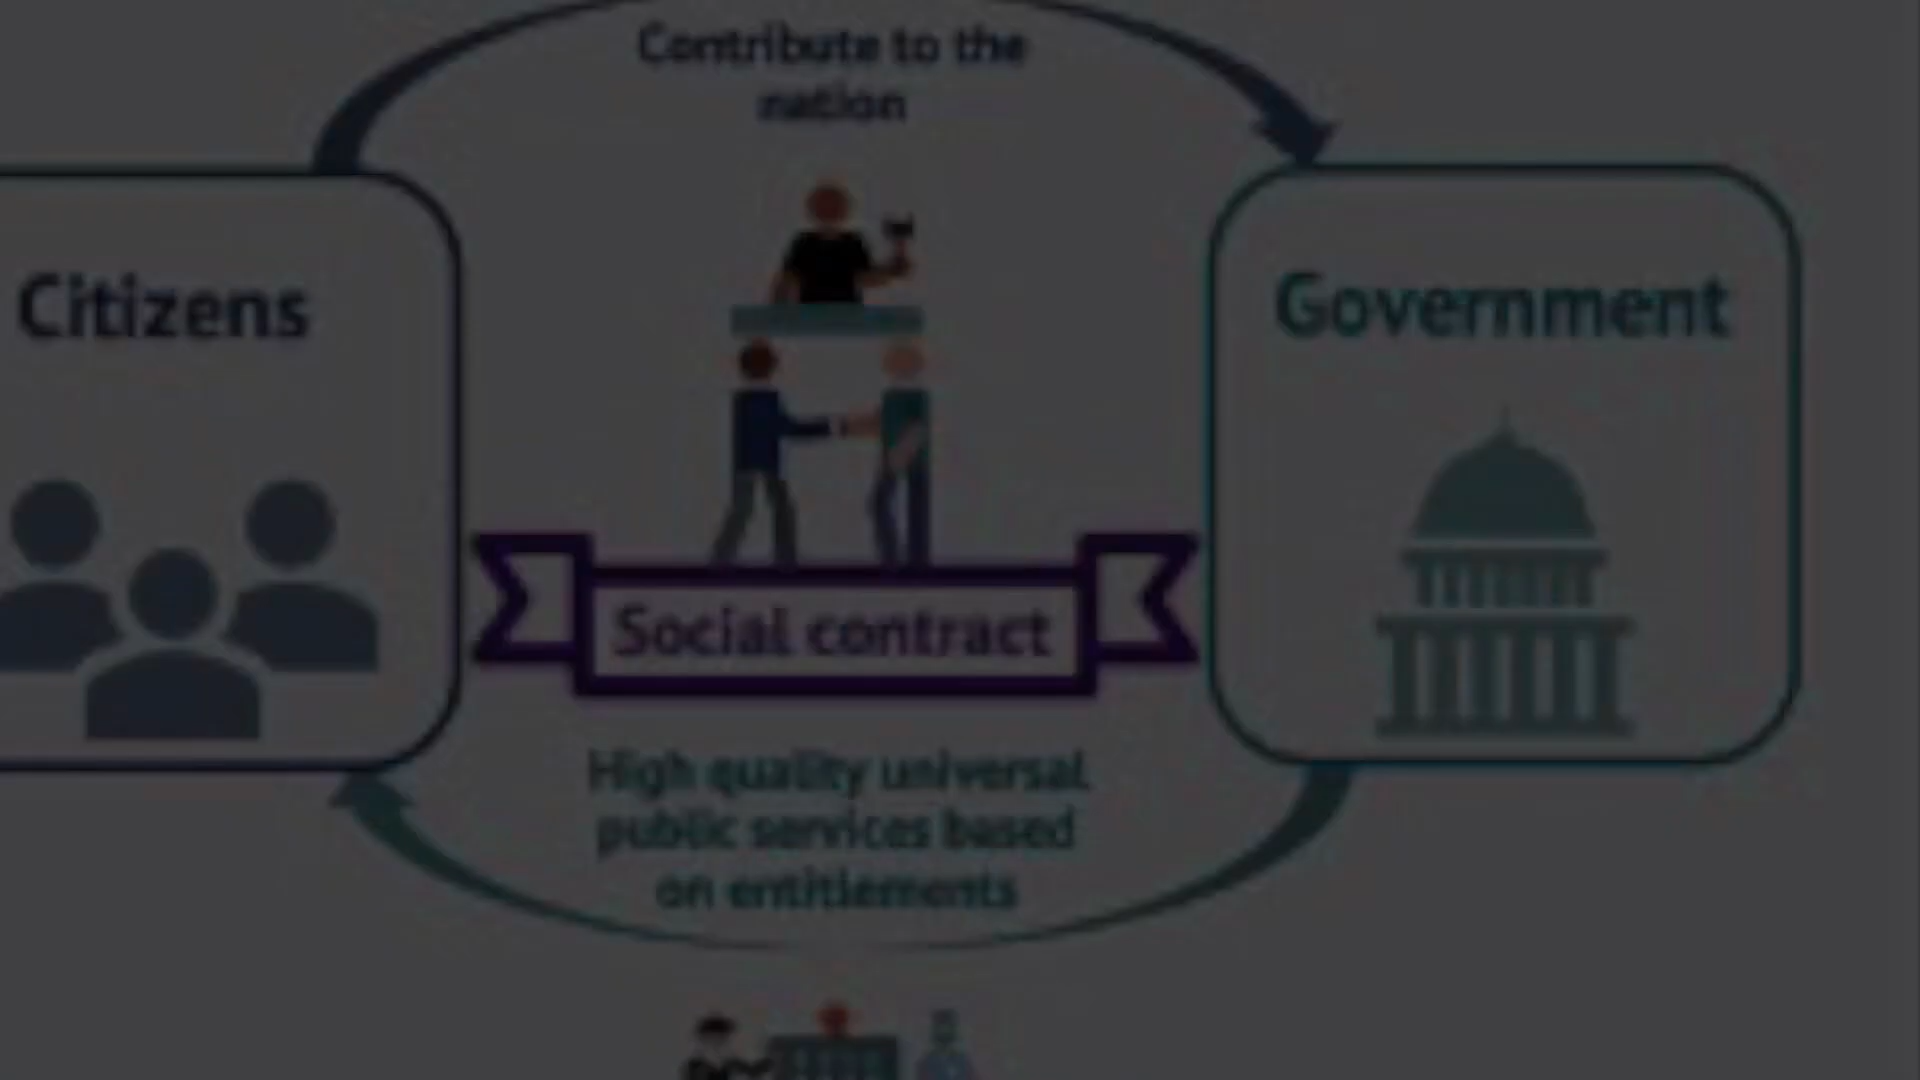 Contribute to the
nation
Citizens
Government
Social contract
High quality universal
public services based
on entitlements